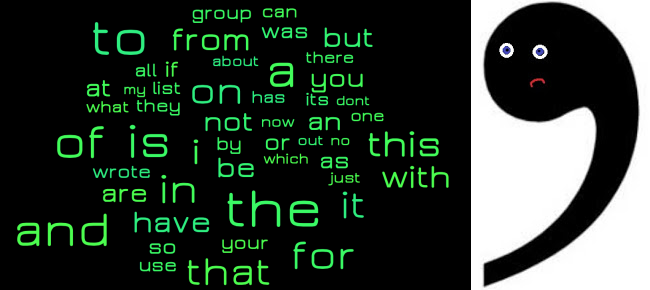 group can
to from was but
all if about there
at my list on a you
what they has its dont
not now an one
of is i by or out no this
wrote be which as
are in just with
and have the it
so your for
use that